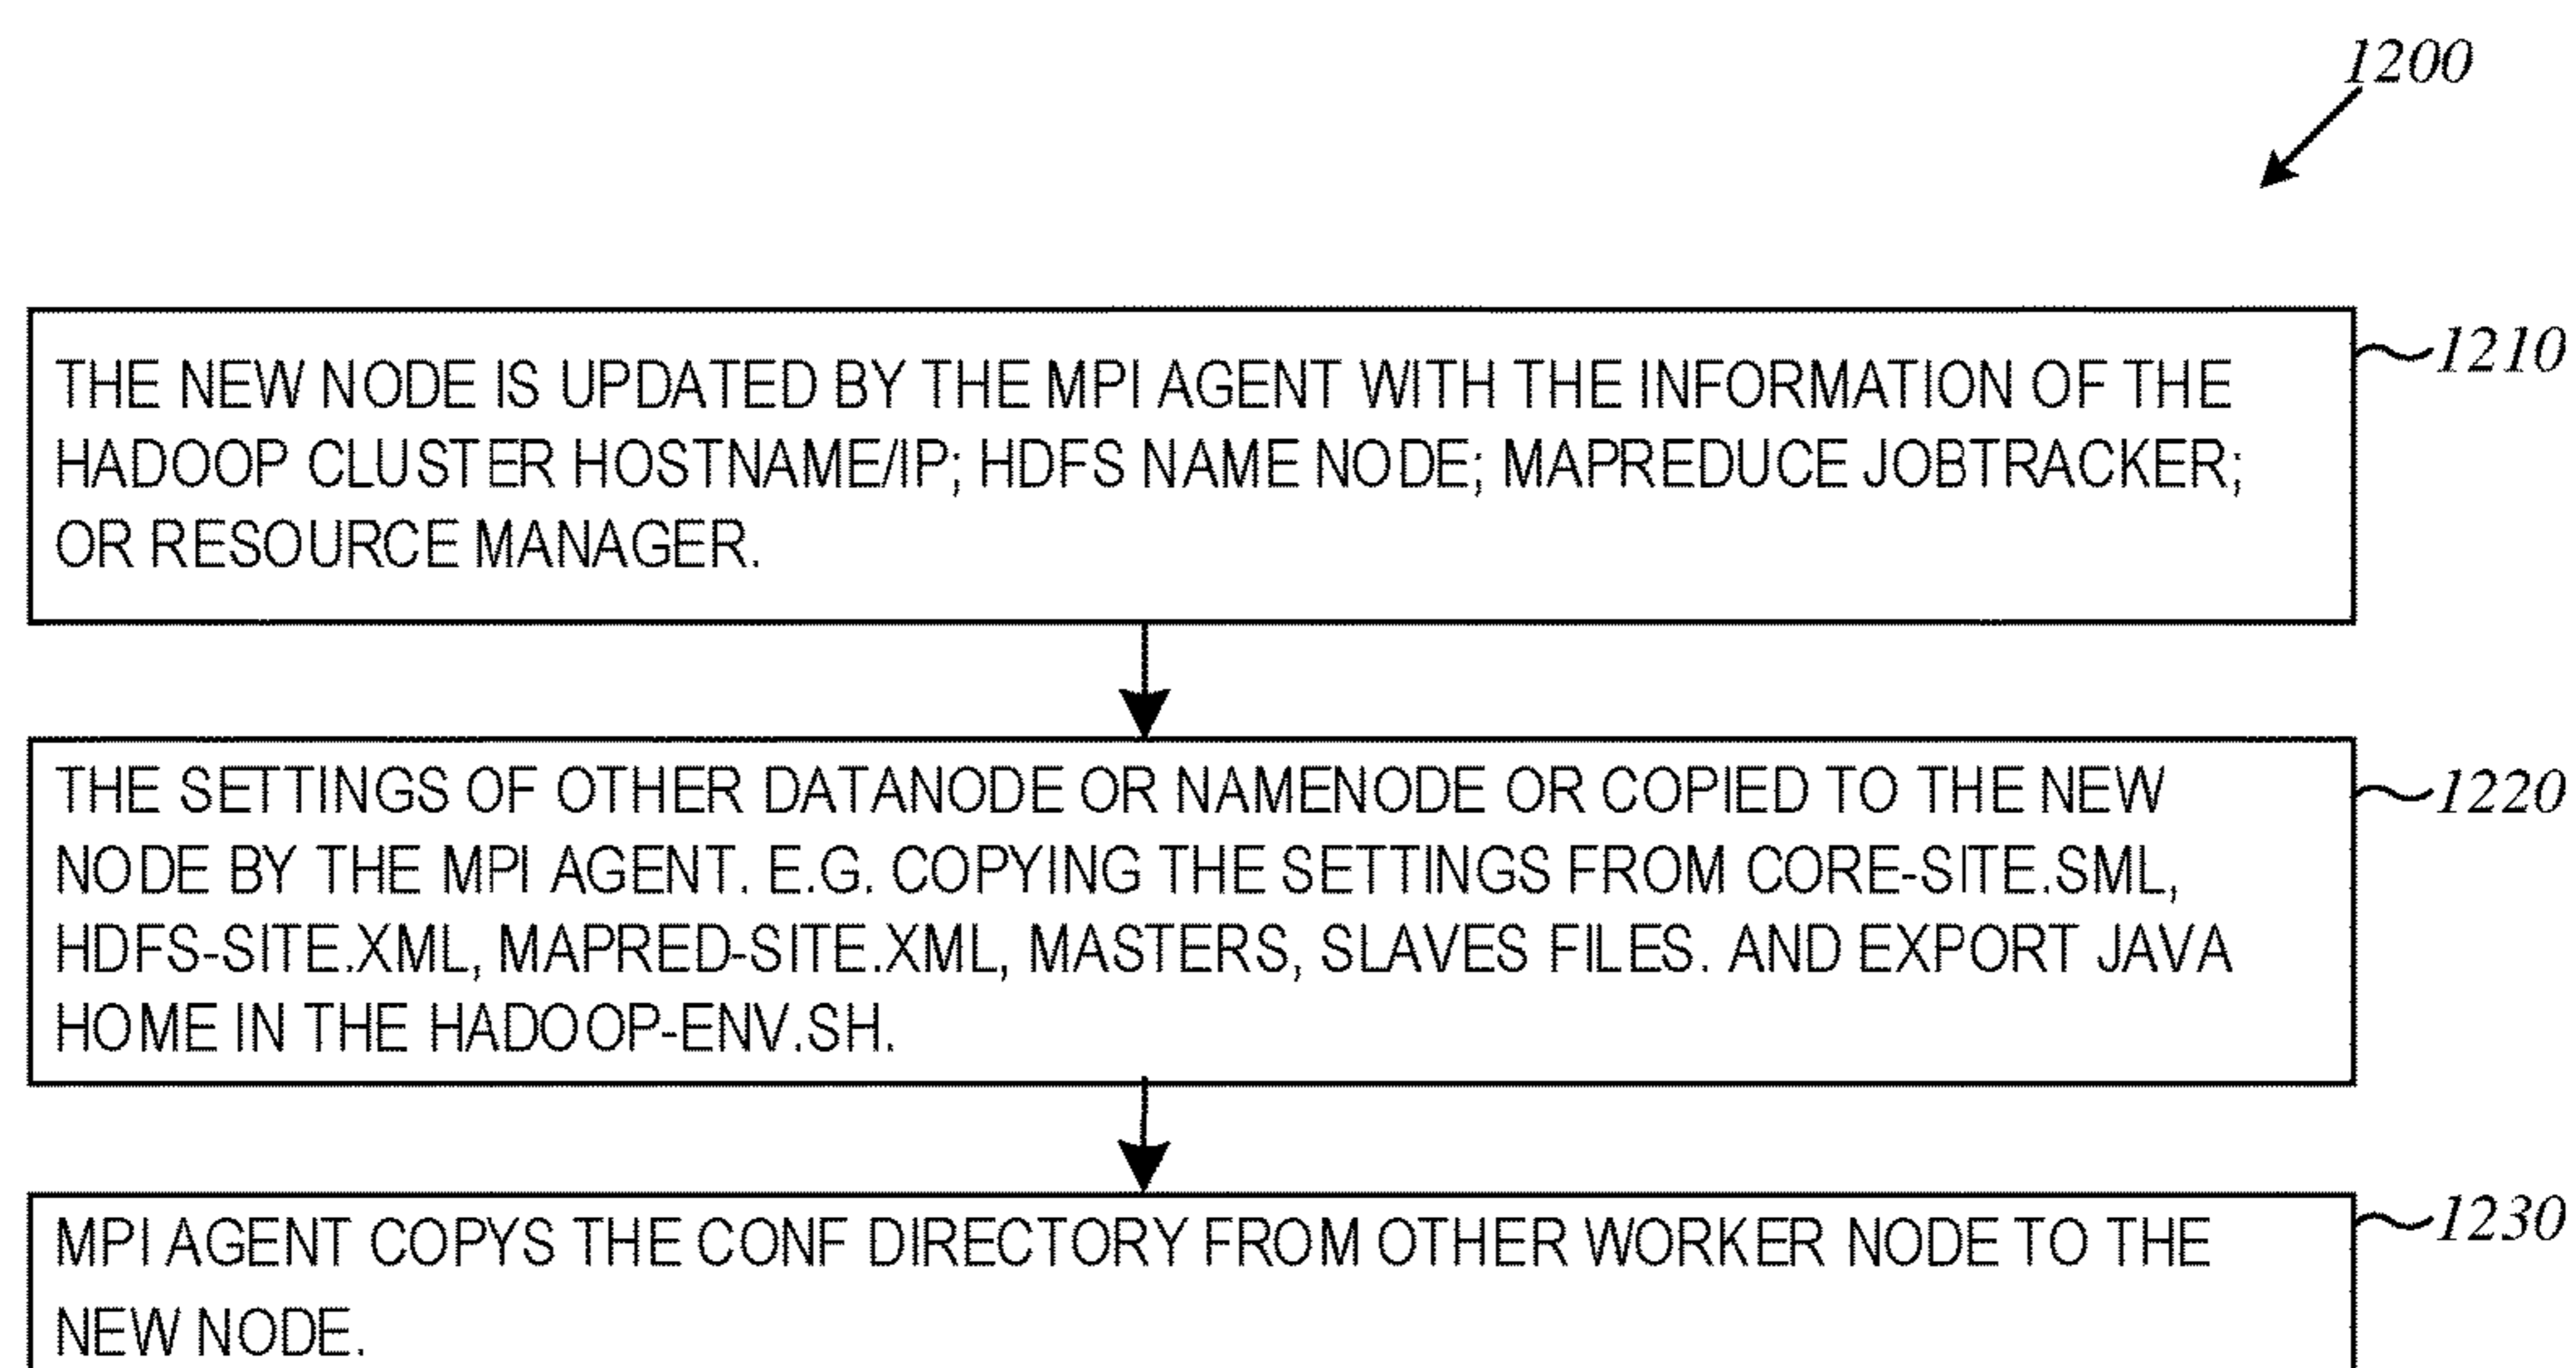 1200
THE NEW NODE IS UPDATED BY THE MPI AGENT WITH THE INFORMATION OF THE
HADOOP CLUSTER HOSTNAME/IP; HDFS NAME NODE; MAPREDUCE JOBTRACKER;
OR RESOURCE MANAGER.
1210
THE SETTINGS OF OTHER DATANODE OR NAMENODE OR COPIED TO THE NEW
NODE BY THE MPI AGENT. E.G. COPYING THE SETTINGS FROM CORE-SITE.SML,
HDFS-SITE.XML, MAPRED-SITE.XML, MASTERS, SLAVES FILES. AND EXPORT JAVA
HOME IN THE HADOOP-ENV.SH.
1220
MPI AGENT COPYS THE CONF DIRECTORY FROM OTHER WORKER NODE TO THE
NEW NODE.
1230